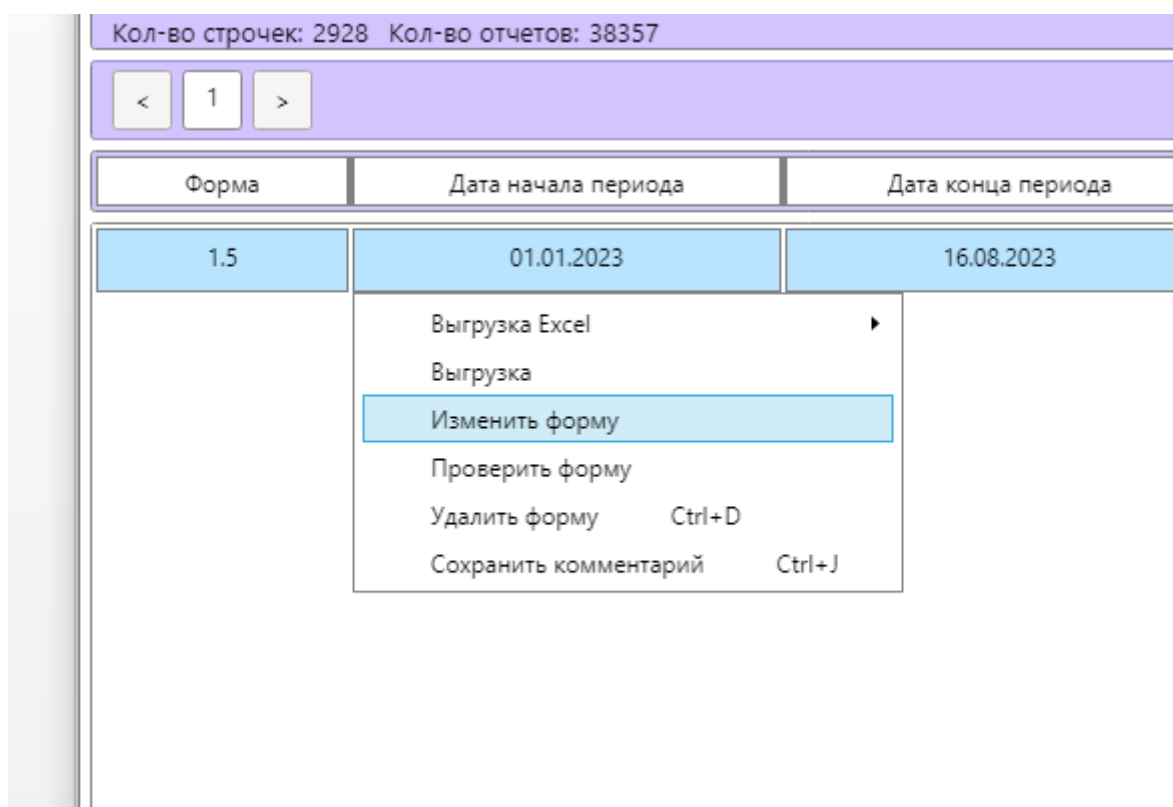 Кол-во строчек: 2928 Кол-во отчетов: 38357
< 1 >
Форма Дата начала периода Дата конца периода
1.5 01.01.2023 16.08.2023
Выгрузка Excel
Выгрузка
Изменить форму
Проверить форму
Удалить форму Ctrl+D
Сохранить комментарий Ctrl+J